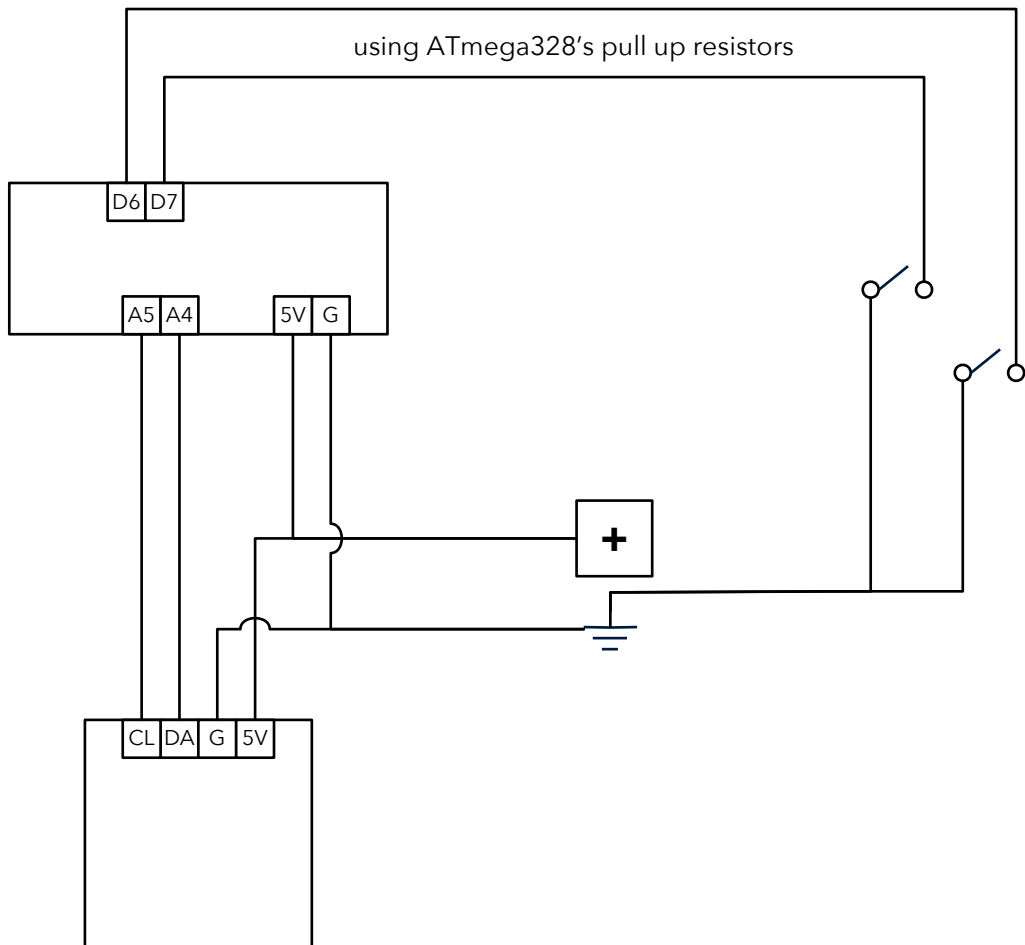 using ATmega328's pull up resistors
D6 D7
A5 A4 5V G
+
CL DA G 5V